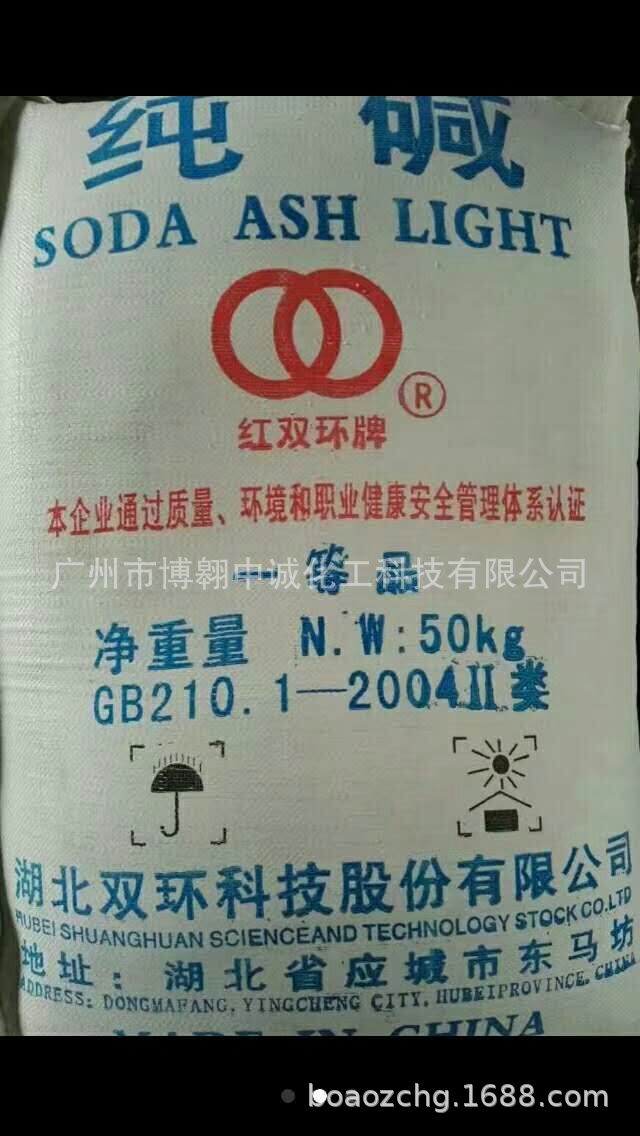 纯碱
SODA ASH LIGHT
®
红双环牌
本企业通过质量、环境和职业健康安全管理体系认证
一等品
广州市博翱中诚化工科技有限公司
净重量 N.W:50kg
GB210.1—2004II类
湖北双环科技股份有限公司
HUBEI SHUANGHUAN SCIENCEAND TECHNOLOGY STOCK CO.LTD
地址：湖北省应城市东马坊
ADDRESS: DONGMAFANG, YINGCHENG CITY, HUBEIPROVINCE, CHINA
MADE IN CHINA
boaozchg.1688.com